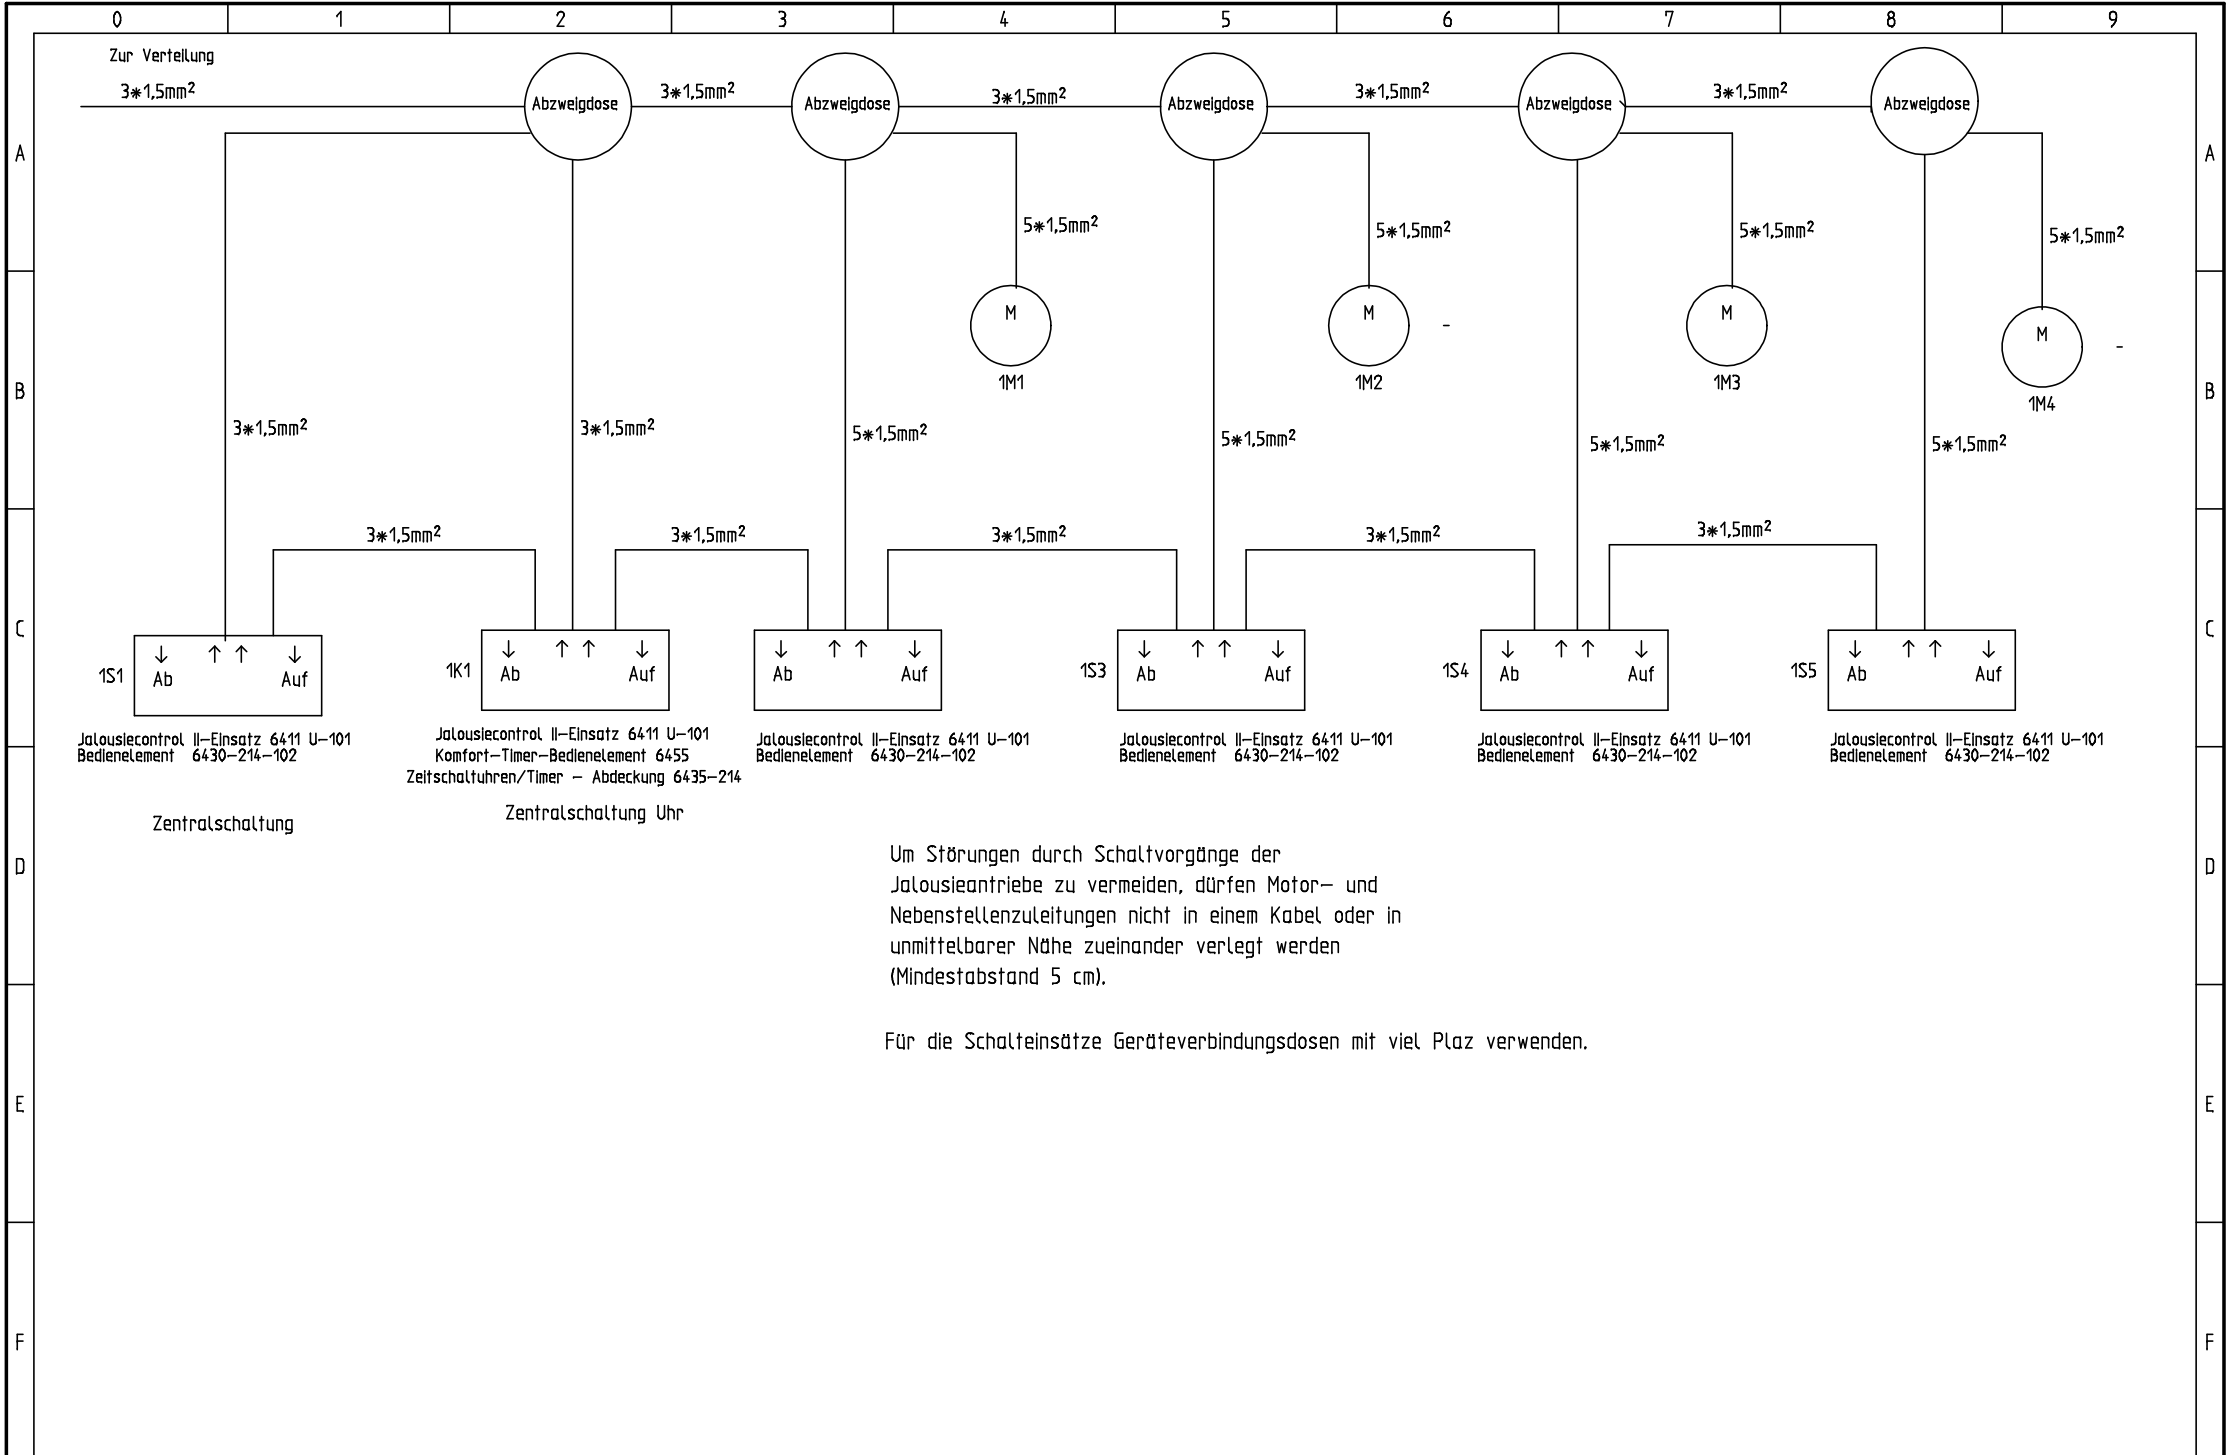 0 1 2 3 4 5 6 7 8 9
Zur Verteilung
3*1,5mm² 3*1,5mm² 3*1,5mm² 3*1,5mm² 3*1,5mm²
Abzweigdose Abzweigdose Abzweigdose Abzweigdose Abzweigdose
A A
5*1,5mm² 5*1,5mm² 5*1,5mm² 5*1,5mm²
M M - M M -
1M1 1M2 1M3 1M4
B B
3*1,5mm² 3*1,5mm² 5*1,5mm² 5*1,5mm² 5*1,5mm² 5*1,5mm²
3*1,5mm² 3*1,5mm² 3*1,5mm² 3*1,5mm² 3*1,5mm²
C C
↓ ↑ ↑ ↓ ↓ ↑ ↑ ↓ ↓ ↑ ↑ ↓ ↓ ↑ ↑ ↓ ↓ ↑ ↑ ↓ ↓ ↑ ↑ ↓
1S1 Ab Auf 1K1 Ab Auf Ab Auf 1S3 Ab Auf 1S4 Ab Auf 1S5 Ab Auf
Jalousiecontrol II-Einsatz 6411 U-101
Bedienelement 6430-214-102
Jalousiecontrol II-Einsatz 6411 U-101
Komfort-Timer-Bedienelement 6455
Zeitschaltuhren/Timer - Abdeckung 6435-214
Jalousiecontrol II-Einsatz 6411 U-101
Bedienelement 6430-214-102
Jalousiecontrol II-Einsatz 6411 U-101
Bedienelement 6430-214-102
Jalousiecontrol II-Einsatz 6411 U-101
Bedienelement 6430-214-102
Jalousiecontrol II-Einsatz 6411 U-101
Bedienelement 6430-214-102
Zentralschaltung
Zentralschaltung Uhr
D D
Um Störungen durch Schaltvorgänge der
Jalousieantriebe zu vermeiden, dürfen Motor- und
Nebenstellenzuleitungen nicht in einem Kabel oder in
unmittelbarer Nähe zueinander verlegt werden
(Mindestabstand 5 cm).
Für die Schalteinsätze Geräteverbindungsdosen mit viel Plaz verwenden.
E E
F F